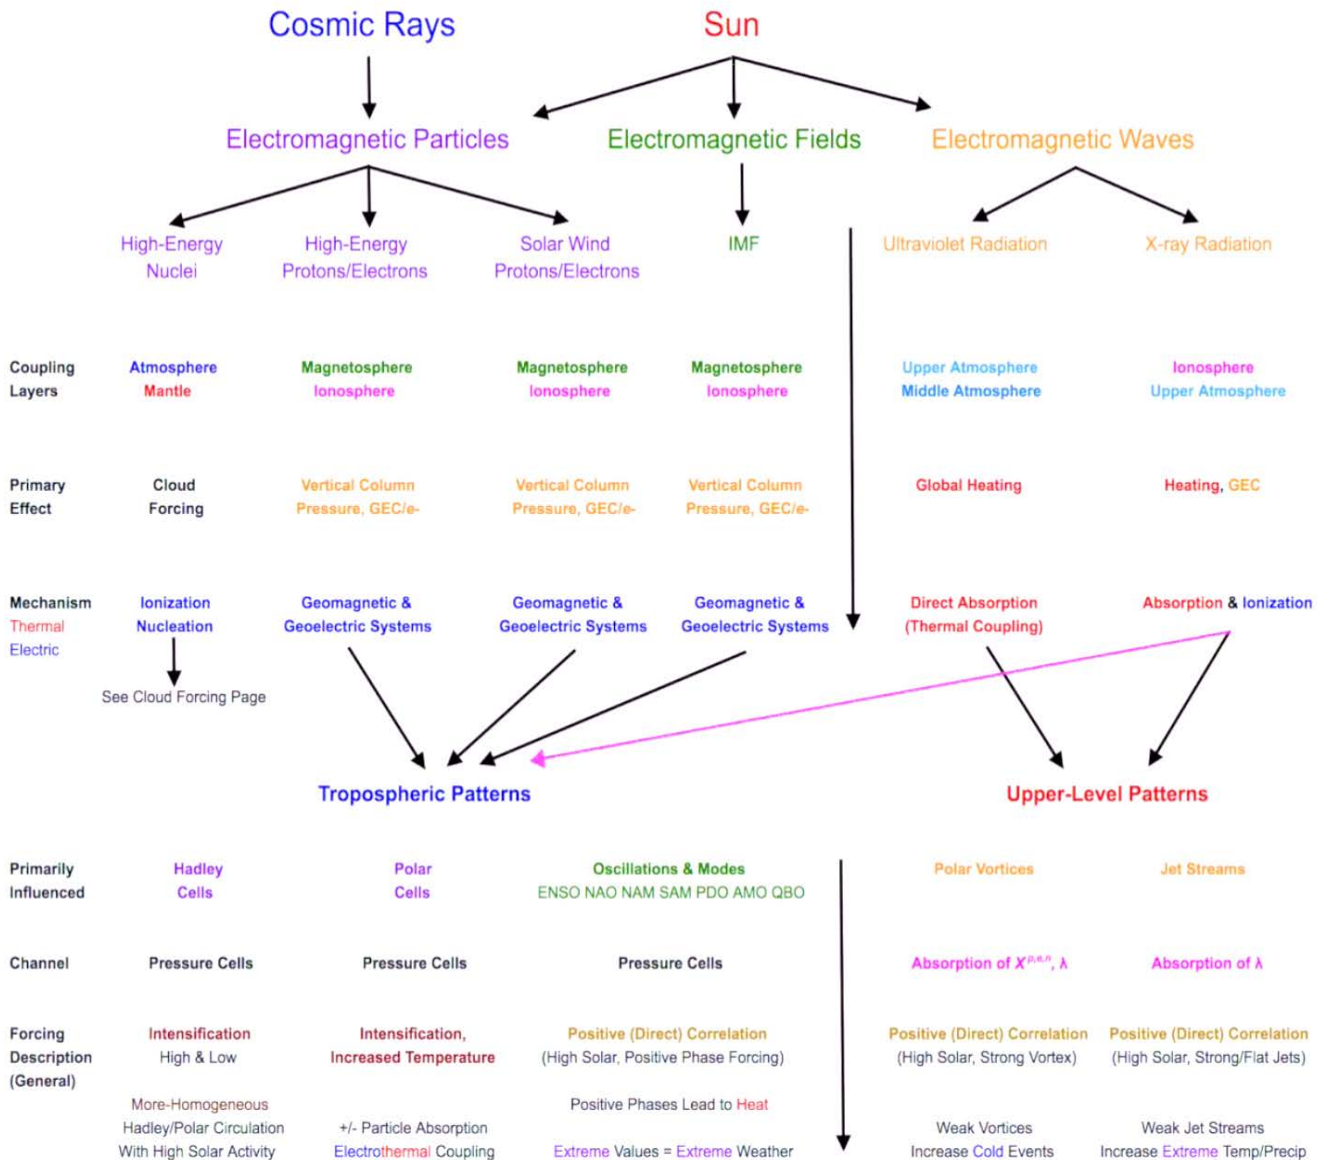 Cosmic Rays Sun
Electromagnetic Particles Electromagnetic Fields Electromagnetic Waves
High-Energy High-Energy Solar Wind IMF Ultraviolet Radiation X-ray Radiation
Nuclei Protons/Electrons Protons/Electrons
Coupling Atmosphere Magnetosphere Magnetosphere Magnetosphere Upper Atmosphere Ionosphere
Layers Mantle Ionosphere Ionosphere Ionosphere Middle Atmosphere Upper Atmosphere
Primary Cloud Vertical Column Vertical Column Vertical Column Global Heating Heating, GEC
Effect Forcing Pressure, GEC/e- Pressure, GEC/e- Pressure, GEC/e-
Mechanism Ionization Geomagnetic & Geomagnetic & Geomagnetic & Direct Absorption Absorption & Ionization
Thermal Nucleation Geoelectric Systems Geoelectric Systems Geoelectric Systems (Thermal Coupling)
Electric
See Cloud Forcing Page
Tropospheric Patterns Upper-Level Patterns
Primarily Hadley Polar Oscillations & Modes Polar Vortices Jet Streams
Influenced Cells Cells ENSO NAO NAM SAM PDO AMO QBO
Channel Pressure Cells Pressure Cells Pressure Cells Absorption of X^p,e,n, λ Absorption of λ
Forcing Intensification Intensification, Positive (Direct) Correlation Positive (Direct) Correlation Positive (Direct) Correlation
Description High & Low Increased Temperature (High Solar, Positive Phase Forcing) (High Solar, Strong Vortex) (High Solar, Strong/Flat Jets)
(General)
More-Homogeneous Positive Phases Lead to Heat
Hadley/Polar Circulation +/- Particle Absorption Weak Vortices Weak Jet Streams
With High Solar Activity Electrothermal Coupling Extreme Values = Extreme Weather Increase Cold Events Increase Extreme Temp/Precip